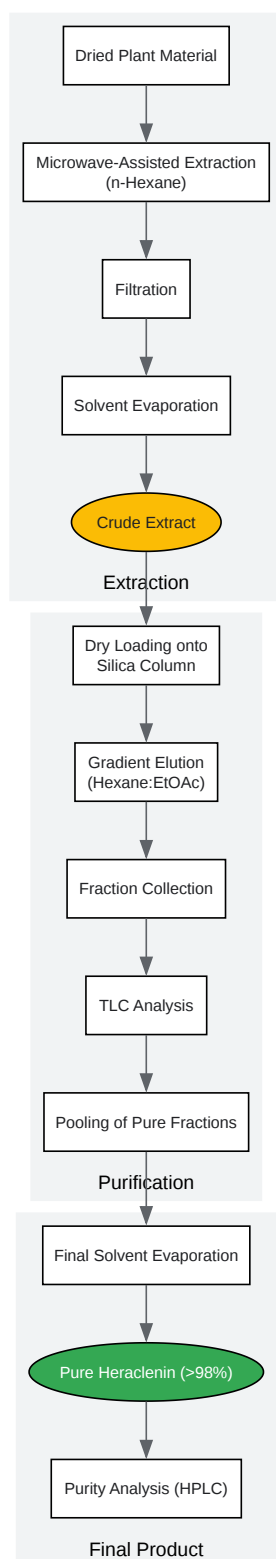 Dried Plant Material
Microwave-Assisted Extraction
(n-Hexane)
Filtration
Solvent Evaporation
Crude Extract
Extraction
Dry Loading onto
Silica Column
Gradient Elution
(Hexane:EtOAc)
Fraction Collection
TLC Analysis
Pooling of Pure Fractions
Purification
Final Solvent Evaporation
Pure Heraclenin (>98%)
Purity Analysis (HPLC)
Final Product